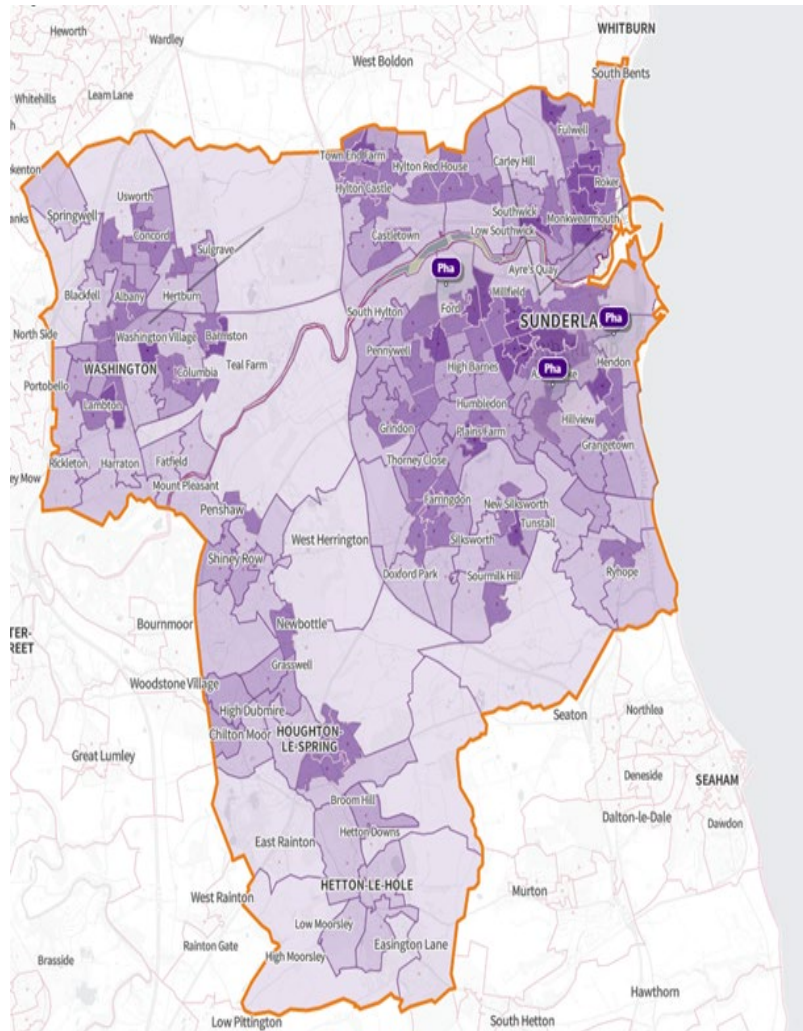 WHITBURN
Heworth
Wardley
West Boldon
South Bents
Whitehills
Leam Lane
Fulwell
Town End Farm
Carley Hill
Hylton Red House
Roker
Hylton Castle
Usworth
Springwell
Southwick
Monkwearmouth
Low Southwick
Concord
Castletown
Sulgrave
Pha
Ayre's Quay
Blackfell
Albany
Hertburn
Millfield
South Hylton
Ford
Pha
SUNDERLA
North Side
Washington Village
Barmston
Pennywell
Teal Farm
High Barnes
Pha
Hendon
WASHINGTON
Columbia
Portobello
Lambton
Humbledon
Hillview
Grindon
Plains Farm
Grangetown
Rickleton
Harraton
Fatfield
Thorney Close
ey Mow
Mount Pleasant
Farringdon
New Silksworth
Penshaw
Tunstall
West Herrington
Silksworth
Shiney Row
Doxford Park
Sourmilk Hill
Ryhope
Bournmoor
Newbottle
TER-
REET
Grasswell
Woodstone Village
High Dubmire
Seaton
Northlea
Chilton Moor
HOUGHTON-
LE-SPRING
Great Lumley
Deneside
SEAHAM
Broom Hill
Dalton-le-Dale
Dawdon
Hetton Downs
East Rainton
HETTON-LE-HOLE
Murton
West Rainton
Low Moorsley
Rainton Gate
Easington Lane
High Moorsley
Brasside
Hawthorn
Low Pittington
South Hetton